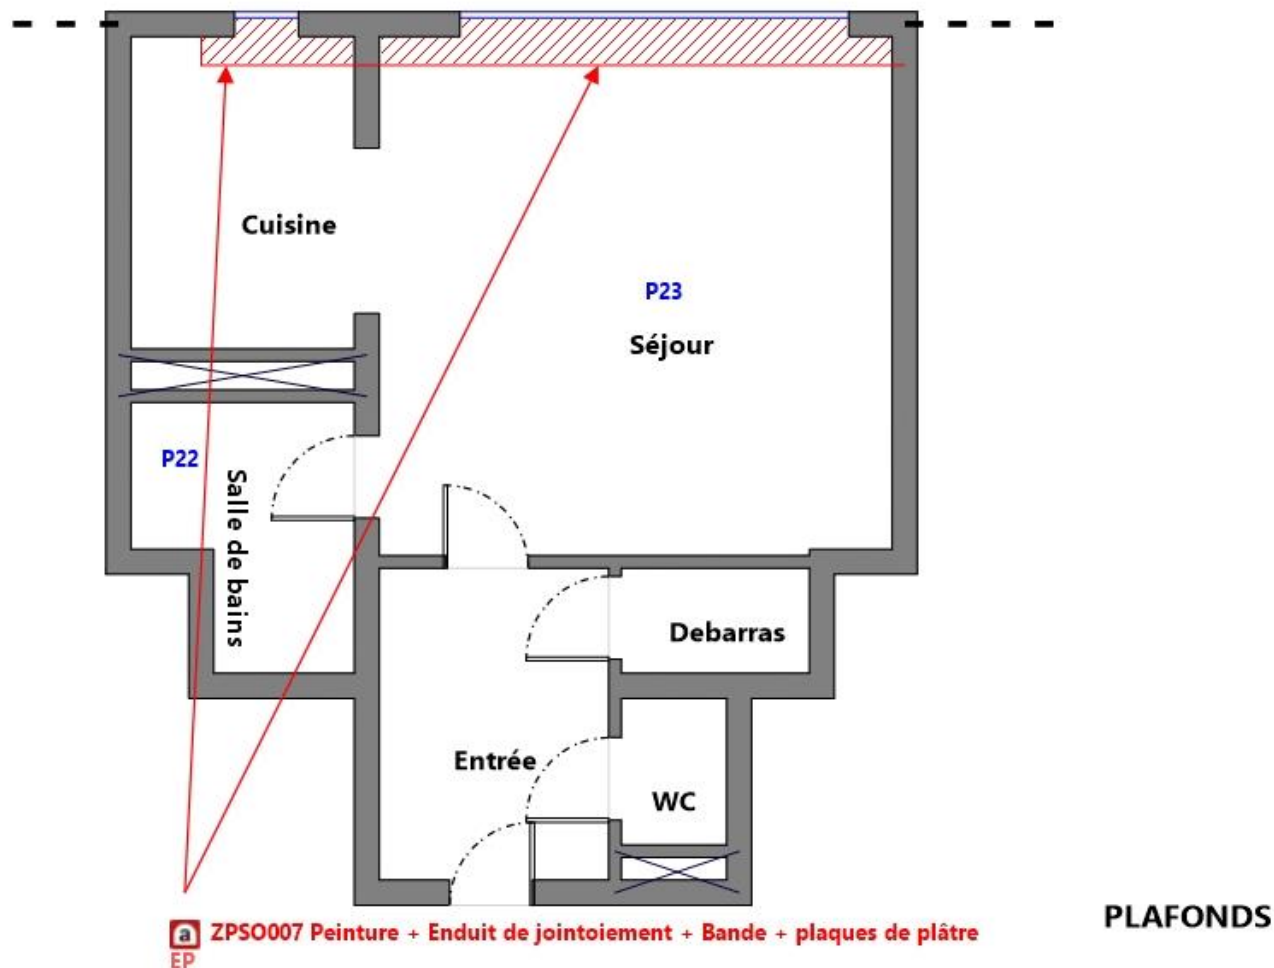 Cuisine
P23
Séjour
P22
Salle de bains
Debarras
Entrée
WC
PLAFONDS
a ZPSO007 Peinture + Enduit de jointoiement + Bande + plaques de plâtre
EP